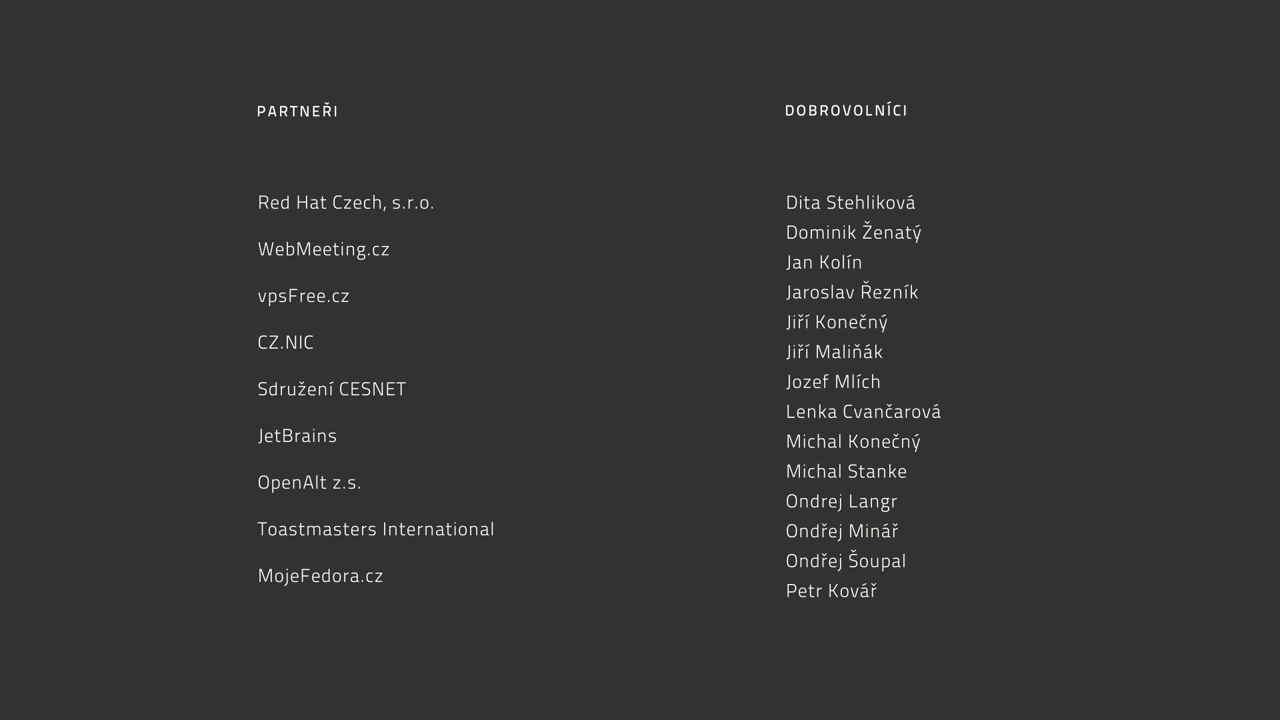 PARTNEŘI
Red Hat Czech, s.r.o.
WebMeeting.cz
vpsFree.cz
CZ.NIC
Sdružení CESNET
JetBrains
OpenAlt z.s.
Toastmasters International
MojeFedora.cz
DOBROVOLNÍCI
Dita Stehliková
Dominik Ženatý
Jan Kolín
Jaroslav Řezník
Jiří Konečný
Jiří Maliňák
Jozef Mlích
Lenka Cvančarová
Michal Konečný
Michal Stanke
Ondrej Langr
Ondřej Minář
Ondřej Šoupal
Petr Kovář